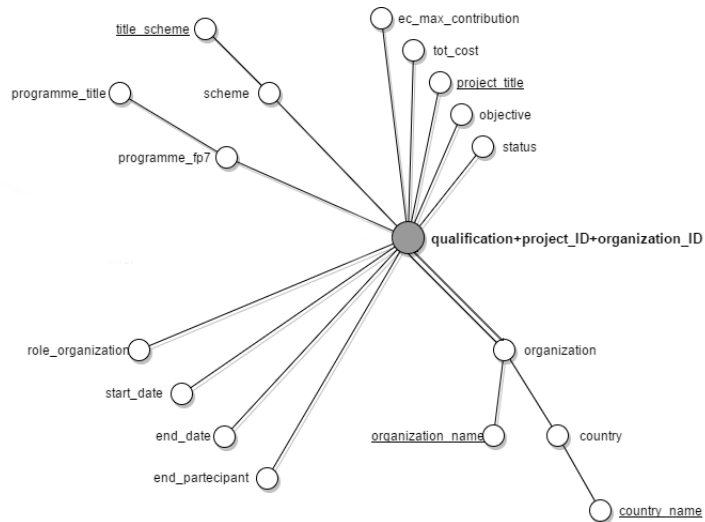 ec_max_contribution
title_scheme
tot_cost
project_title
programme_title
scheme
objective
status
programme_fp7
qualification+project_ID+organization_ID
role_organization
organization
start_date
end_date
organization_name
country
end_partecipant
country_name